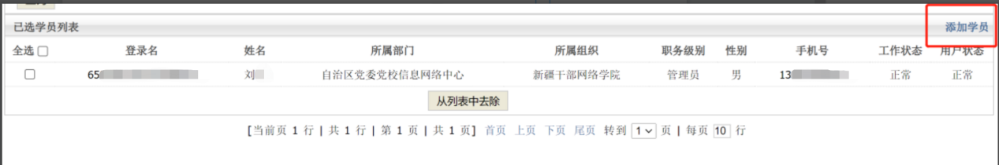 已选学员列表 添加学员
全选 登录名 姓名 所属部门 所属组织 职务级别 性别 手机号 工作状态 用户状态
65 刘 自治区党委党校信息网络中心 新疆干部网络学院 管理员 男 13 正常 正常
从列表中去除
[当前页 1 行 | 共 1 行 | 第 1 页 | 共 1 页] 首页 上页 下页 尾页 转到 1 页 | 每页 10 行